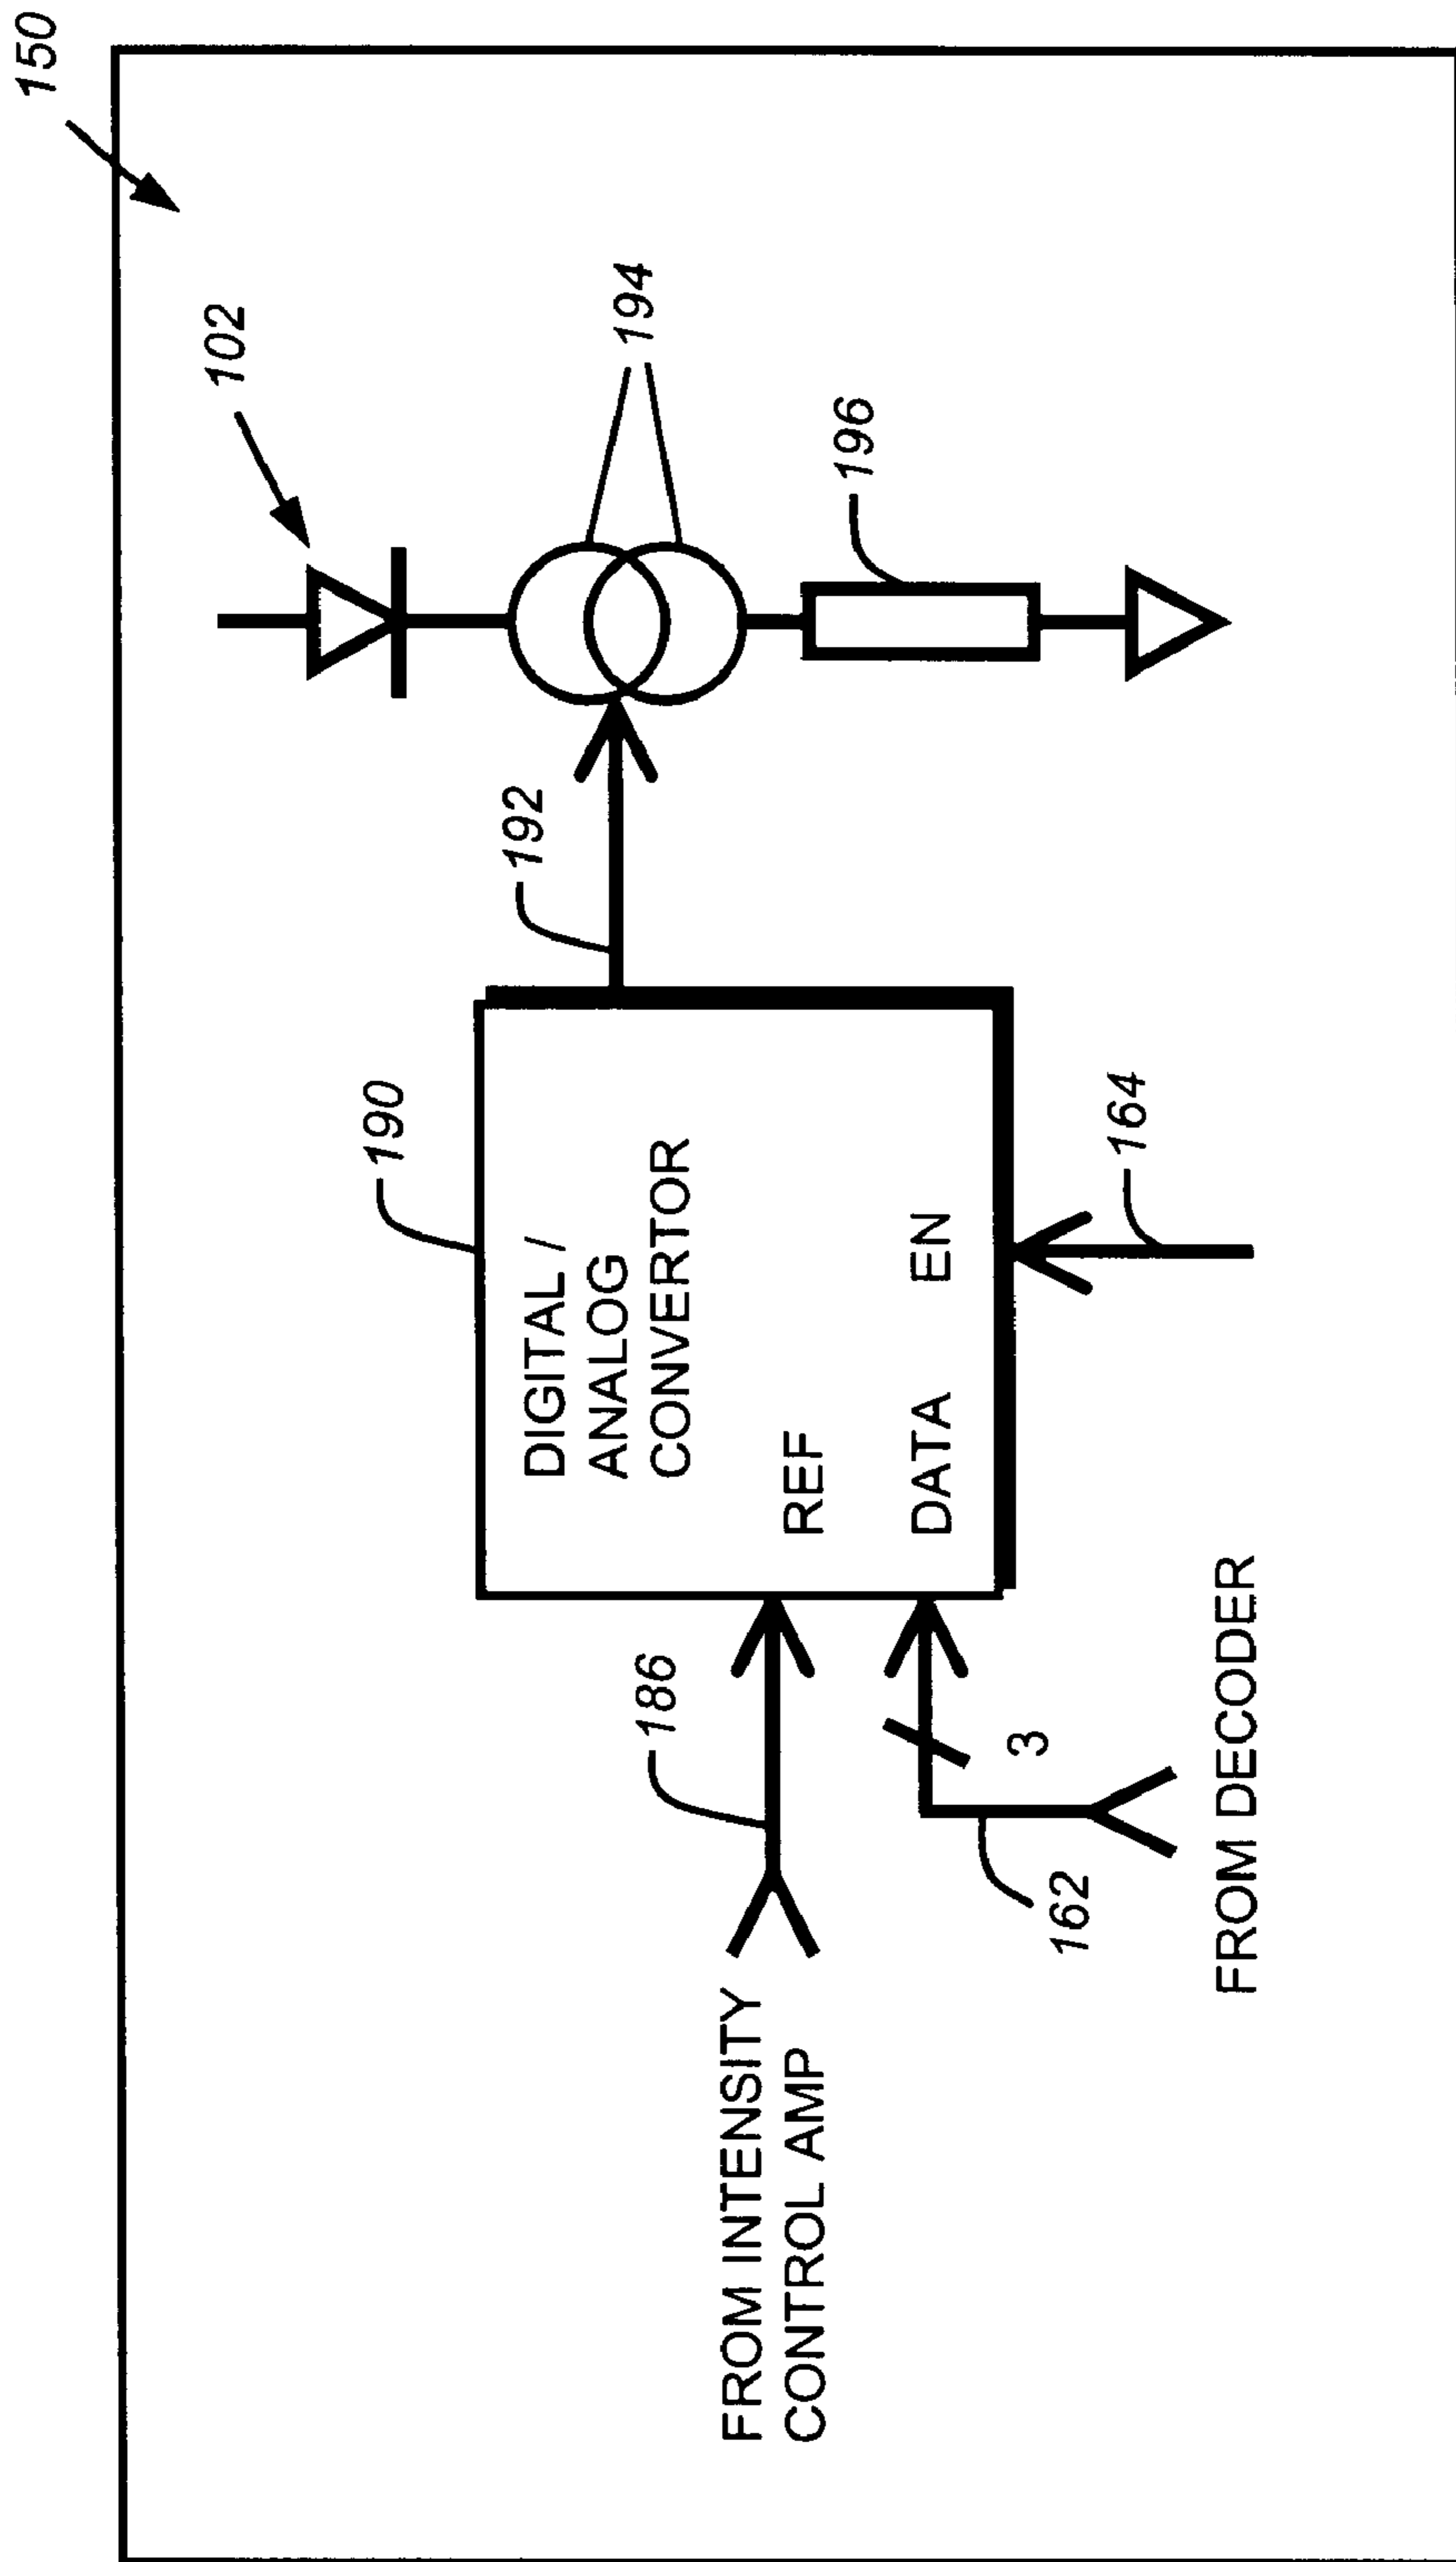 150
102
194
196
192
190
DIGITAL /
ANALOG
CONVERTOR
REF
DATA EN
164
186
3
162
FROM INTENSITY
CONTROL AMP
FROM DECODER